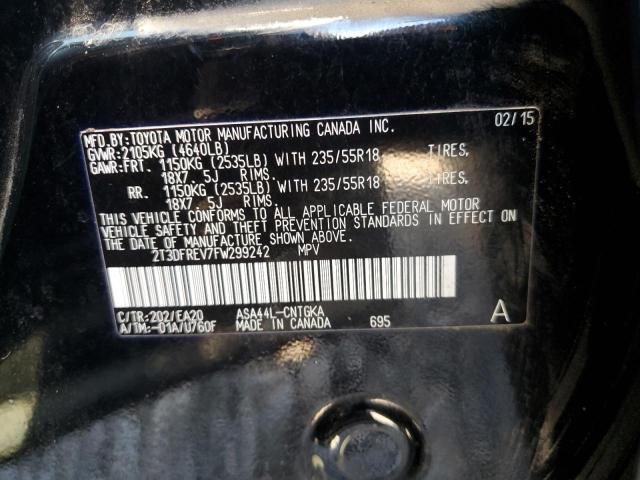 MFD. BY: TOYOTA MOTOR MANUFACTURING CANADA INC. 02/15
GVWR: 2105KG (4640LB)
GAWR: FRT. 1150KG (2535LB) WITH 235/55R18 TIRES,
18X7. 5J RIMS.
RR. 1150KG (2535LB) WITH 235/55R18 TIRES,
18X7. 5J RIMS.
THIS VEHICLE CONFORMS TO ALL APPLICABLE FEDERAL MOTOR
VEHICLE SAFETY AND THEFT PREVENTION STANDARDS IN EFFECT ON
THE DATE OF MANUFACTURE SHOWN ABOVE.
2T3DFREV7FW299242 MPV
C/TR: 202/EA20 ASA44L-CNTGKA
A/TM: -01A/U760F MADE IN CANADA 695 A